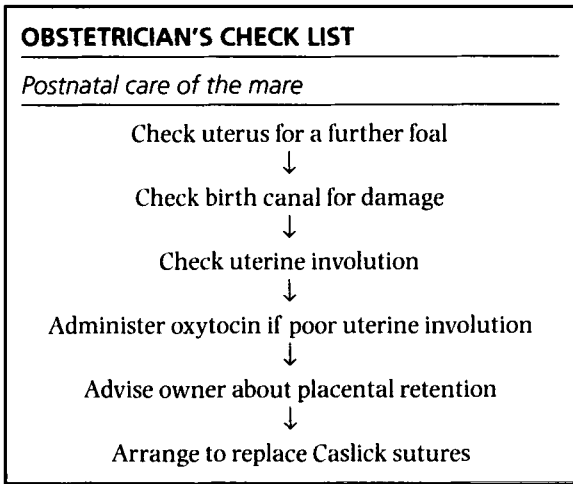 OBSTETRICIAN'S CHECK LIST
Postnatal care of the mare
Check uterus for a further foal
↓
Check birth canal for damage
↓
Check uterine involution
↓
Administer oxytocin if poor uterine involution
↓
Advise owner about placental retention
↓
Arrange to replace Caslick sutures